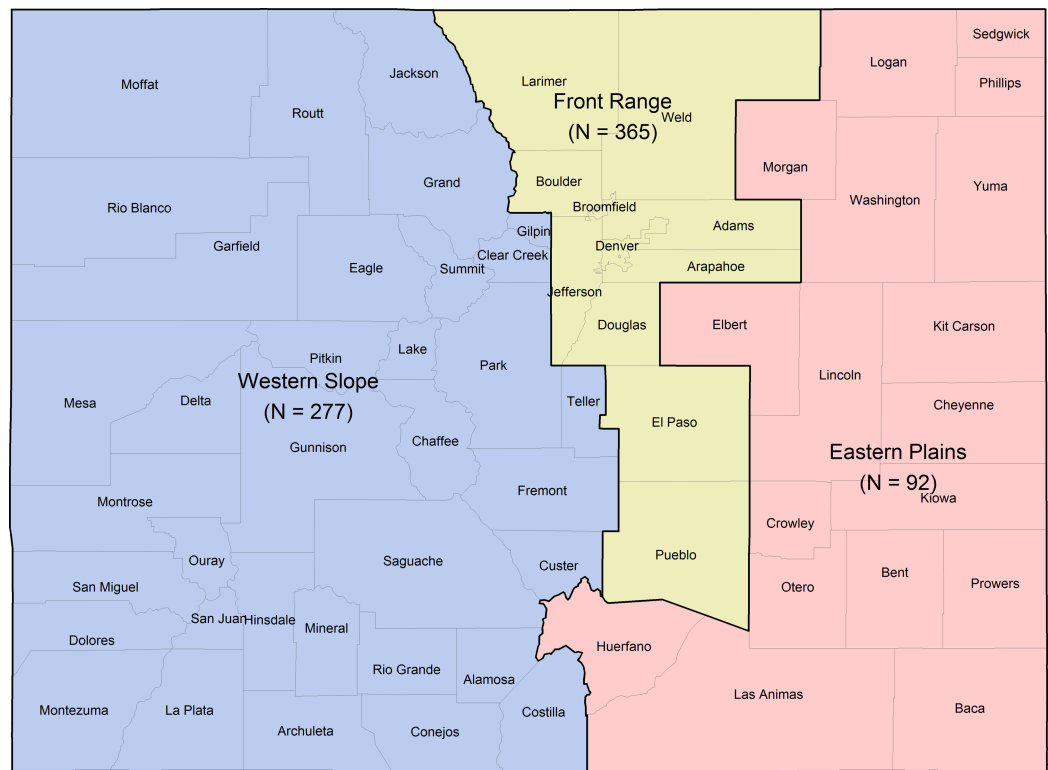 Sedgwick
Logan
Jackson
Moffat
Larimer
Phillips
Front Range
Routt
Weld
(N = 365)
Morgan
Grand
Boulder
Yuma
Washington
Rio Blanco
Broomfield
Adams
Gilpin
Garfield
Denver
Clear Creek
Eagle
Summit
Arapahoe
Jefferson
Douglas
Elbert
Kit Carson
Lake
Pitkin
Park
Lincoln
Western Slope
Mesa
Delta
Teller
Cheyenne
(N = 277)
El Paso
Chaffee
Gunnison
Eastern Plains
(N = 92)
Fremont
Kiowa
Montrose
Crowley
Pueblo
Ouray
Saguache
Custer
Bent
San Miguel
Otero
Prowers
San Juan
Hinsdale
Mineral
Dolores
Huerfano
Rio Grande
Alamosa
Las Animas
Montezuma
La Plata
Costilla
Baca
Archuleta
Conejos